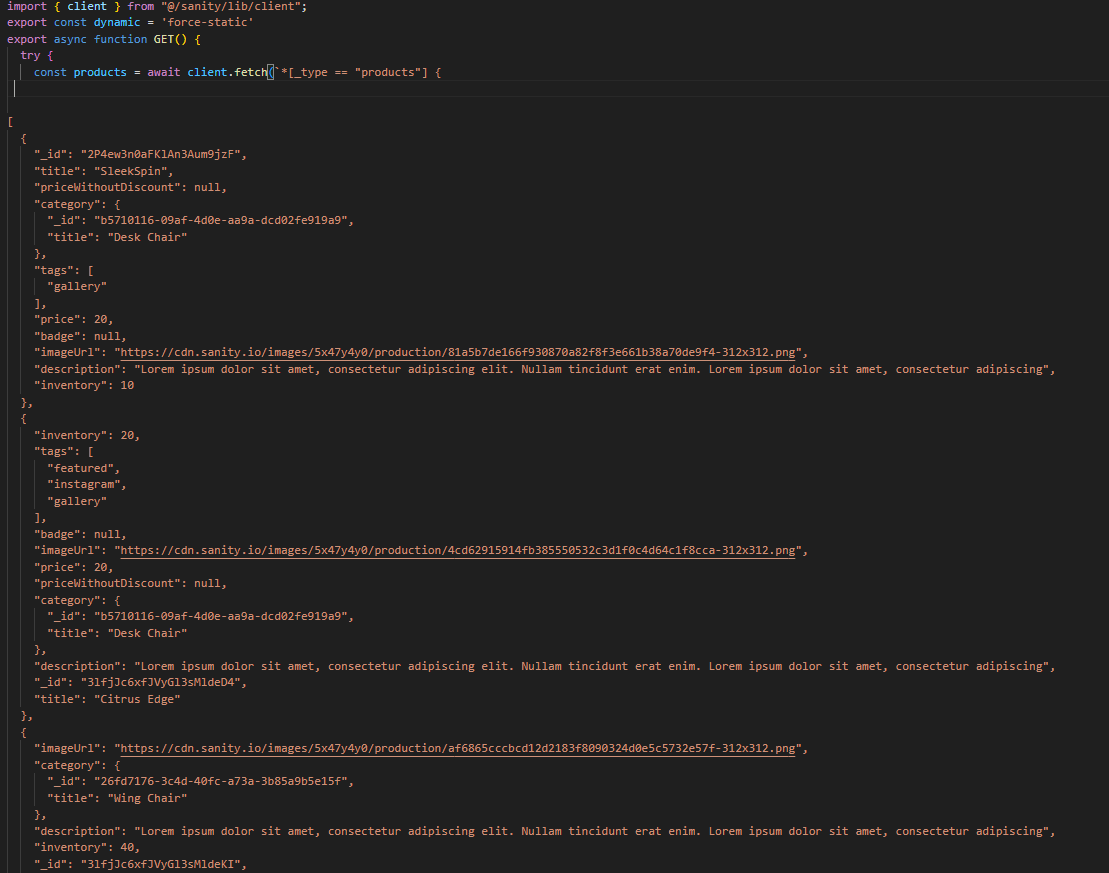 import { client } from "@/sanity/lib/client";
export const dynamic = 'force-static'
export async function GET() {
try {
const products = await client.fetch(`*[_type == "products"] {
[
{
"_id": "2P4ew3n0aFKlAn3Aum9jzF",
"title": "SleekSpin",
"priceWithoutDiscount": null,
"category": {
"_id": "b5710116-09af-4d0e-aa9a-dcd02fe919a9",
"title": "Desk Chair"
},
"tags": [
"gallery"
],
"price": 20,
"badge": null,
"imageUrl": "https://cdn.sanity.io/images/5x47y4y0/production/81a5b7de166f930870a82f8f3e661b38a70de9f4-312x312.png",
"description": "Lorem ipsum dolor sit amet, consectetur adipiscing elit. Nullam tincidunt erat enim. Lorem ipsum dolor sit amet, consectetur adipiscing",
"inventory": 10
},
{
"inventory": 20,
"tags": [
"featured",
"instagram",
"gallery"
],
"badge": null,
"imageUrl": "https://cdn.sanity.io/images/5x47y4y0/production/4cd62915914fb385550532c3d1f0c4d64c1f8cca-312x312.png",
"price": 20,
"priceWithoutDiscount": null,
"category": {
"_id": "b5710116-09af-4d0e-aa9a-dcd02fe919a9",
"title": "Desk Chair"
},
"description": "Lorem ipsum dolor sit amet, consectetur adipiscing elit. Nullam tincidunt erat enim. Lorem ipsum dolor sit amet, consectetur adipiscing",
"_id": "3lfjJc6xfJVyGl3sMldeD4",
"title": "Citrus Edge"
},
{
"imageUrl": "https://cdn.sanity.io/images/5x47y4y0/production/af6865cccbcd12d2183f8090324d0e5c5732e57f-312x312.png",
"category": {
"_id": "26fd7176-3c4d-40fc-a73a-3b85a9b5e15f",
"title": "Wing Chair"
},
"description": "Lorem ipsum dolor sit amet, consectetur adipiscing elit. Nullam tincidunt erat enim. Lorem ipsum dolor sit amet, consectetur adipiscing",
"inventory": 40,
"_id": "3lfjJc6xfJVyGl3sMldeKI",